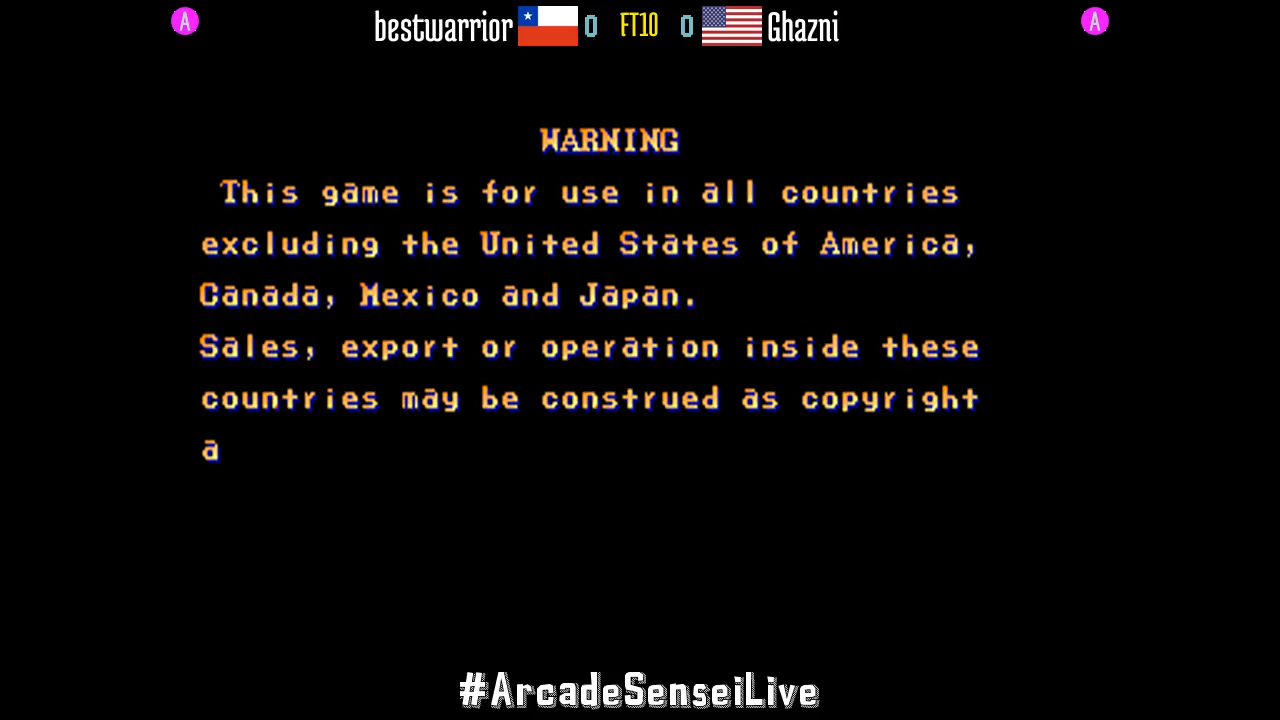 A bestwarrior 0 FT10 0 Ghazni A
WARNING
This game is for use in all countries
excluding the United States of America,
Canada, Mexico and Japan.
Sales, export or operation inside these
countries may be construed as copyright
a
#ArcadeSenseiLive